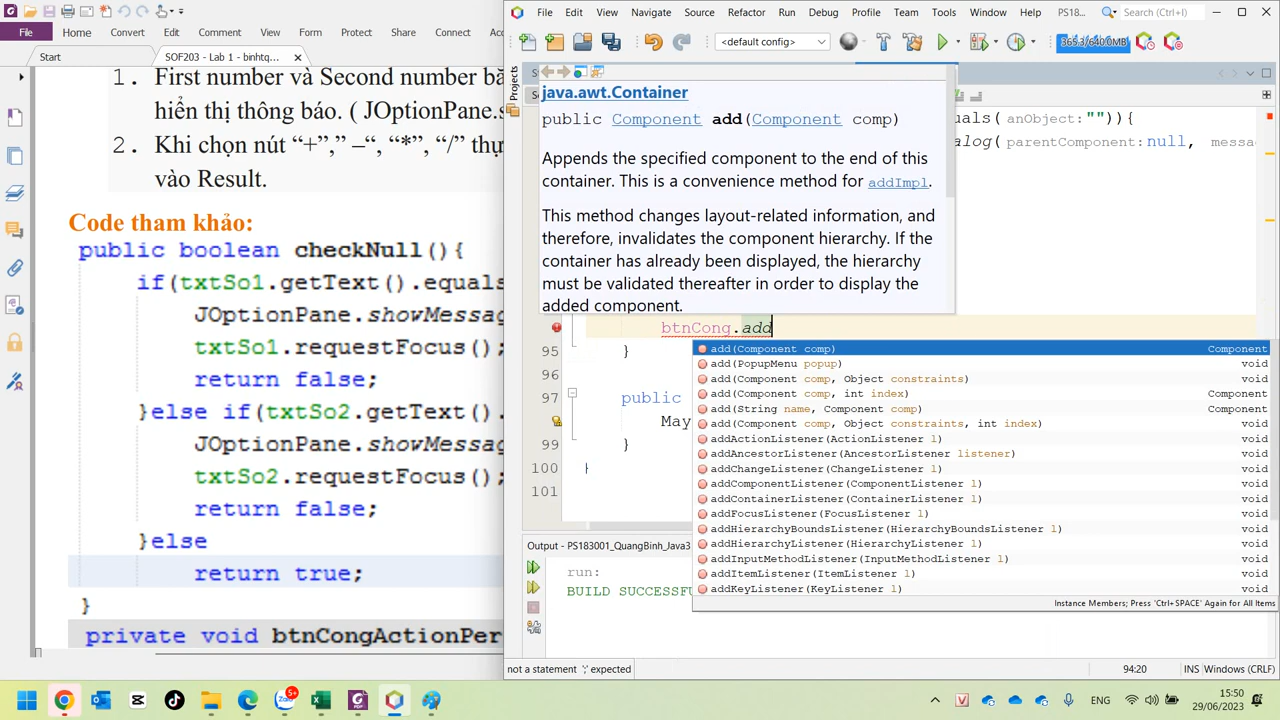 File Edit View Navigate Source Refactor Run Debug Profile Team Tools Window Help PS18... Search (Ctrl+I)
File Home Convert Edit Comment Form Protect Share Connect
<default config> 365.3/640.0MB
Start SOF203 - Lab 1 - binhtq...
Projects
1. First number và Second number bă
hiển thị thông báo. ( JOptionPane.s
2. Khi chọn nút “+”,” –“, “*”, “/” thực
vào Result.
Code tham khảo:
public boolean checkNull(){
if(txtSo1.getText().equals
JOptionPane.showMessag
txtSo1.requestFocus();
return false;
}else if(txtSo2.getText().
JOptionPane.showMessag
txtSo2.requestFocus();
return false;
}else
return true;
}
private void btnCongActionPer
java.awt.Container
public Component add(Component comp)
Appends the specified component to the end of this
container. This is a convenience method for addImpl.
This method changes layout-related information, and
therefore, invalidates the component hierarchy. If the
container has already been displayed, the hierarchy
must be validated thereafter in order to display the
added component.
uals(anObject:"")){
alog(parentComponent:null, messa
btnCong.add
95 }
96
97 public
May
99 }
100 }
101
add(Component comp) Component
add(PopupMenu popup) void
add(Component comp, Object constraints) void
add(Component comp, int index) Component
add(String name, Component comp) Component
add(Component comp, Object constraints, int index) void
addActionListener(ActionListener l) void
addAncestorListener(AncestorListener listener) void
addChangeListener(ChangeListener l) void
addComponentListener(ComponentListener l) void
addContainerListener(ContainerListener l) void
addFocusListener(FocusListener l) void
addHierarchyBoundsListener(HierarchyBoundsListener l) void
addHierarchyListener(HierarchyListener l) void
addInputMethodListener(InputMethodListener l) void
addItemListener(ItemListener l) void
addKeyListener(KeyListener l) void
Instance Members; Press 'Ctrl+SPACE' Again for All Items
Output - PS183001_QuangBinh_Java3
run:
BUILD SUCCESSFU
not a statement ';' expected 94:20 INS Windows (CRLF)
5+
ENG
15:50
29/06/2023